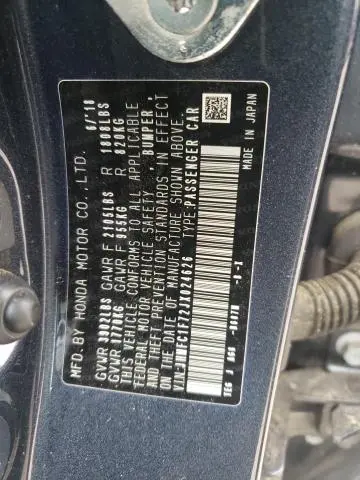 MFD.BY HONDA MOTOR CO.,LTD. 6/'18
GVWR 3902LBS GAWR F 2105LBS R 1808LBS
GVWR 1770KG GAWR F 955KG R 820KG
THIS VEHICLE CONFORMS TO ALL APPLICABLE
FEDERAL MOTOR VEHICLE SAFETY, BUMPER,
AND THEFT PREVENTION STANDARDS IN EFFECT ON
THE DATE OF MANUFACTURE SHOWN ABOVE.
TYPE:PASSENGER CAR
MADE IN JAPAN